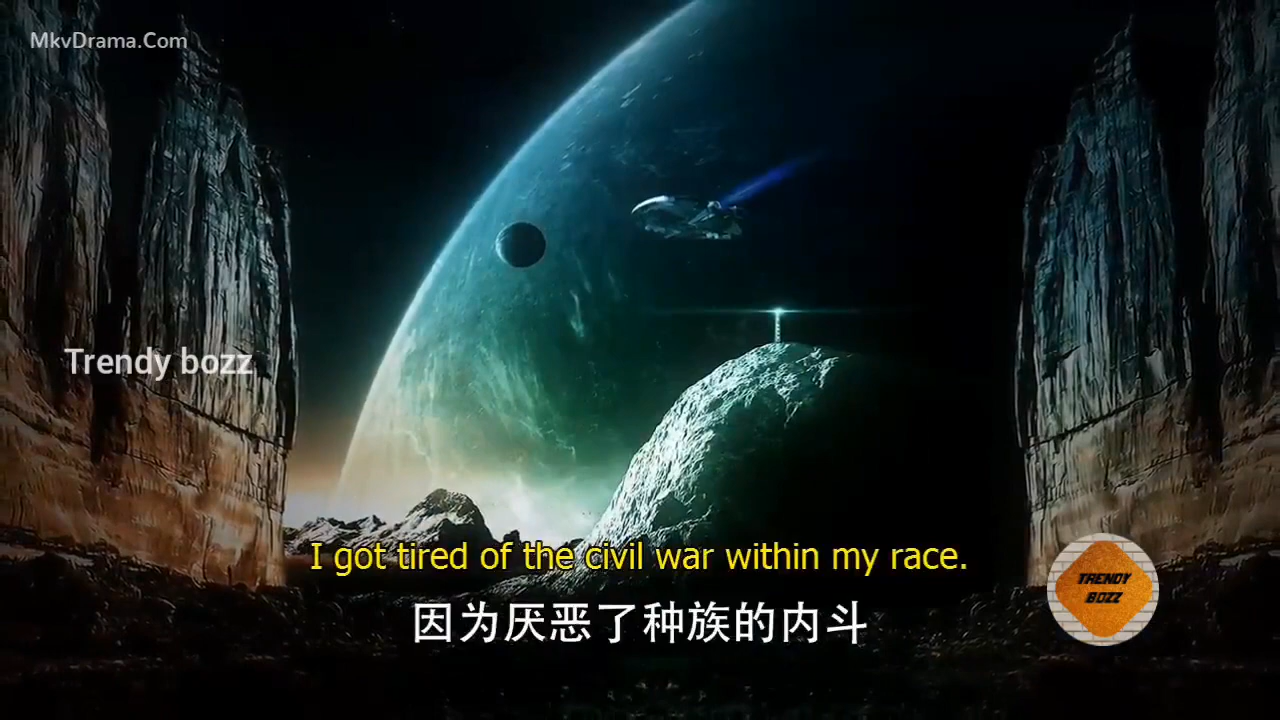 MkvDrama.Com
Trendy bozz
I got tired of the civil war within my race.
因为厌恶了种族的内斗
TRENDY
BOZZ